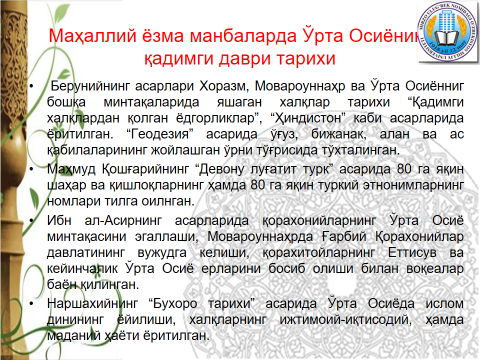 Маҳаллий ёзма манбаларда Ўрта Осиёнин
қадимги даври тарихи
• Берунийнинг асарлари Хоразм, Мовароуннаҳр ва Ўрта Осиёнинг
бошқа минтақаларида яшаган халқлар тарихи “Қадимги
халқлардан қолган ёдгорликлар”, “Ҳиндистон” каби асарларида
ёритилган. “Геодезия” асарида ўғуз, бижанак, алан ва ас
қабилаларининг жойлашган ўрни тўғрисида тўхталинган.
• Маҳмуд Қошғарийнинг “Девону луғатит турк” асарида 80 га яқин
шаҳар ва қишлоқларнинг ҳамда 80 га яқин туркий этнонимларнинг
номлари тилга оилнган.
• Ибн ал-Асирнинг асарларида қорахонийларнинг Ўрта Осиё
минтақасини эгаллаши, Мовароуннаҳрда Ғарбий Қорахонийлар
давлатининг вужудга келиши, қорахитойларнинг Еттисув ва
кейинчалик Ўрта Осиё ерларини босиб олиши билан воқеалар
баён қилинган.
• Наршахийнинг “Бухоро тарихи” асарида Ўрта Осиёда ислом
динининг ёйилиши, халқларнинг ижтимоий-иқтисодий, ҳамда
маданий ҳаёти ёритилган.